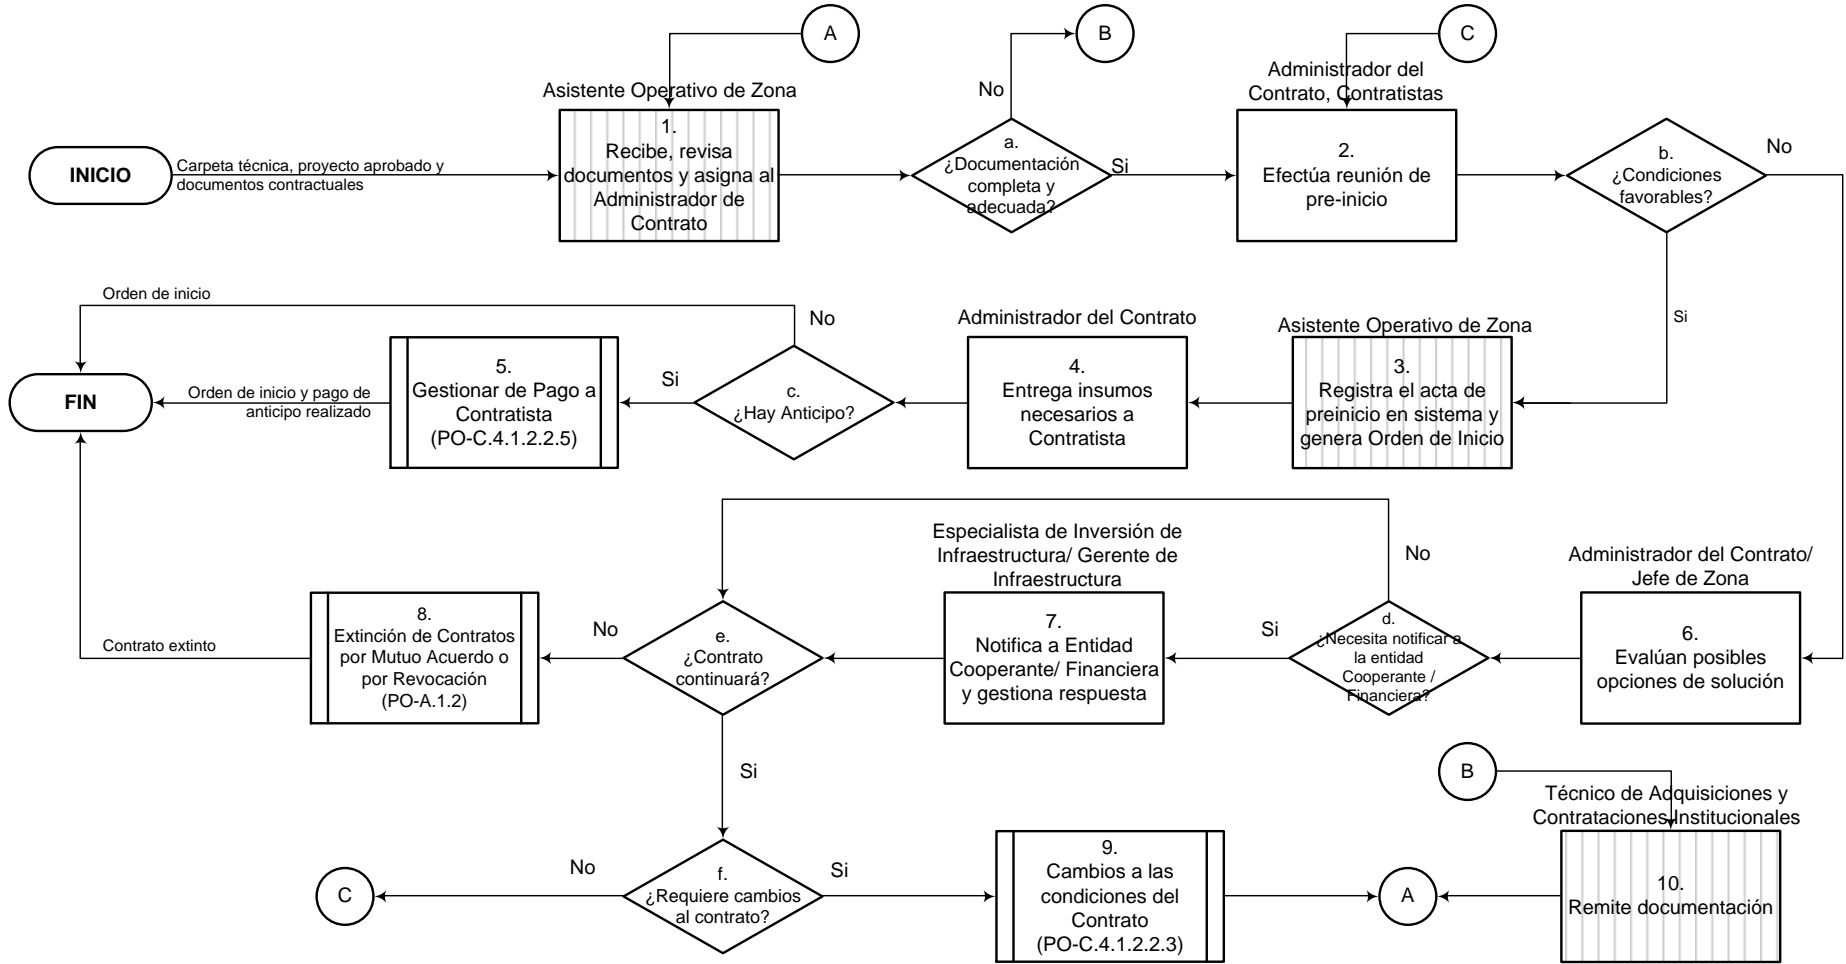 A
B
C
Asistente Operativo de Zona
No
Administrador del
Contrato, Contratistas
INICIO
Carpeta técnica, proyecto aprobado y
documentos contractuales
1.
Recibe, revisa
documentos y asigna al
Administrador de
Contrato
a.
¿Documentación
completa y
adecuada?
Si
2.
Efectúa reunión de
pre-inicio
b.
¿Condiciones
favorables?
No
Si
Orden de inicio
No
Administrador del Contrato
Asistente Operativo de Zona
FIN
Orden de inicio y pago de
anticipo realizado
5.
Gestionar de Pago a
Contratista
(PO-C.4.1.2.2.5)
Si
c.
¿Hay Anticipo?
4.
Entrega insumos
necesarios a
Contratista
3.
Registra el acta de
preinicio en sistema y
genera Orden de Inicio
Especialista de Inversión de
Infraestructura/ Gerente de
Infraestructura
No
Administrador del Contrato/
Jefe de Zona
Contrato extinto
8.
Extinción de Contratos
por Mutuo Acuerdo o
por Revocación
(PO-A.1.2)
No
e.
¿Contrato
continuará?
7.
Notifica a Entidad
Cooperante/ Financiera
y gestiona respuesta
Si
d.
¿Necesita notificar a
la entidad
Cooperante /
Financiera?
6.
Evalúan posibles
opciones de solución
Si
B
Técnico de Adquisiciones y
Contrataciones Institucionales
C
No
f.
¿Requiere cambios
al contrato?
Si
9.
Cambios a las
condiciones del
Contrato
(PO-C.4.1.2.2.3)
A
10.
Remite documentación